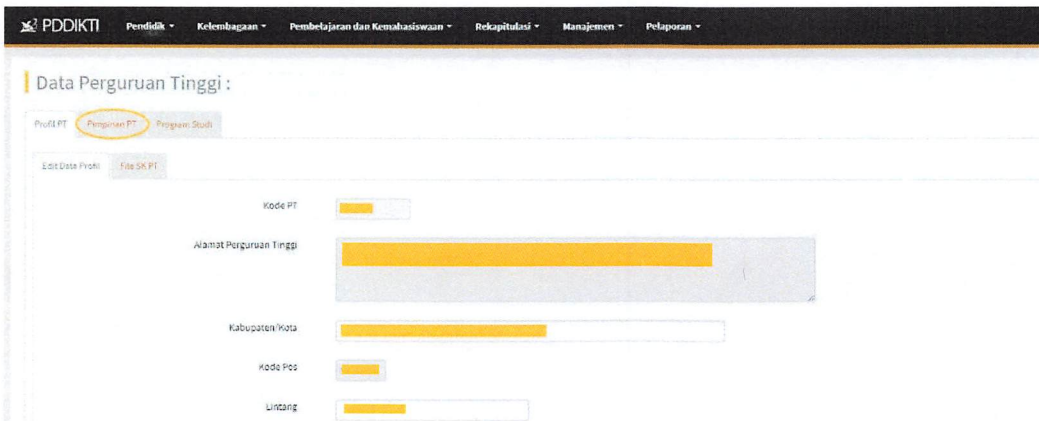 PDDIKTI Pendidik Kelembagaan Pembelajaran dan Kemahasiswaan Rekapitulasi Manajemen Pelaporan
Data Perguruan Tinggi :
Profil PT Pimpinan PT Program Studi
Edit Data Profil File SK PT
Kode PT
Alamat Perguruan Tinggi
Kabupaten/Kota
Kode Pos
Lintang